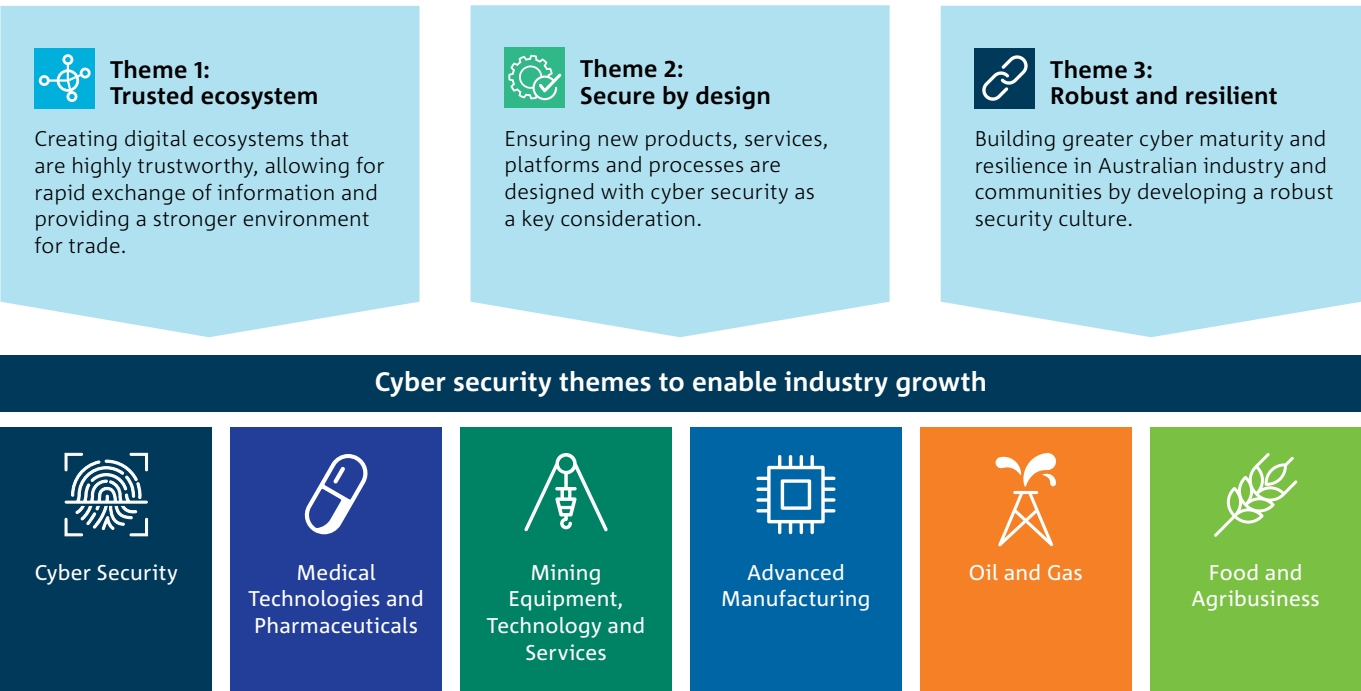 Theme 1:
Trusted ecosystem
Creating digital ecosystems that
are highly trustworthy, allowing for
rapid exchange of information and
providing a stronger environment
for trade.
Theme 2:
Secure by design
Ensuring new products, services,
platforms and processes are
designed with cyber security as
a key consideration.
Theme 3:
Robust and resilient
Building greater cyber maturity and
resilience in Australian industry and
communities by developing a robust
security culture.
Cyber security themes to enable industry growth
Cyber Security
Medical
Technologies and
Pharmaceuticals
Mining
Equipment,
Technology and
Services
Advanced
Manufacturing
Oil and Gas
Food and
Agribusiness